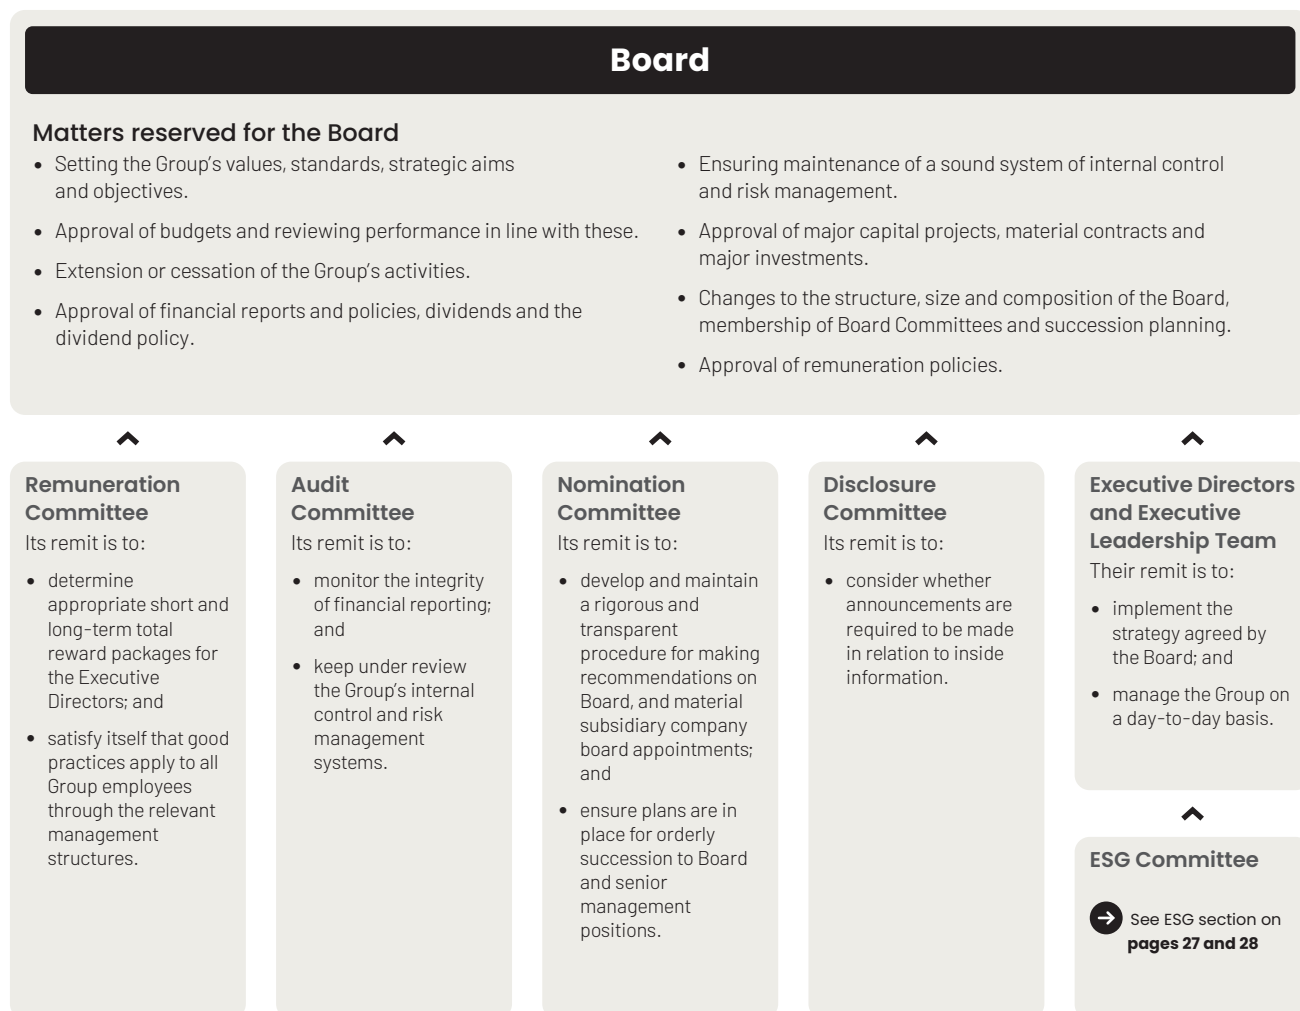 Board
Matters reserved for the Board
• Setting the Group's values, standards, strategic aims
and objectives.
• Approval of budgets and reviewing performance in line with these.
• Extension or cessation of the Group's activities.
• Approval of financial reports and policies, dividends and the
dividend policy.
• Ensuring maintenance of a sound system of internal control
and risk management.
• Approval of major capital projects, material contracts and
major investments.
• Changes to the structure, size and composition of the Board,
membership of Board Committees and succession planning.
• Approval of remuneration policies.
Remuneration
Committee
Its remit is to:
• determine
appropriate short and
long-term total
reward packages for
the Executive
Directors; and
• satisfy itself that good
practices apply to all
Group employees
through the relevant
management
structures.
Audit
Committee
Its remit is to:
• monitor the integrity
of financial reporting;
and
• keep under review
the Group's internal
control and risk
management
systems.
Nomination
Committee
Its remit is to:
• develop and maintain
a rigorous and
transparent
procedure for making
recommendations on
Board, and material
subsidiary company
board appointments;
and
• ensure plans are in
place for orderly
succession to Board
and senior
management
positions.
Disclosure
Committee
Its remit is to:
• consider whether
announcements are
required to be made
in relation to inside
information.
Executive Directors
and Executive
Leadership Team
Their remit is to:
• implement the
strategy agreed by
the Board; and
• manage the Group on
a day-to-day basis.
ESG Committee
See ESG section on
pages 27 and 28